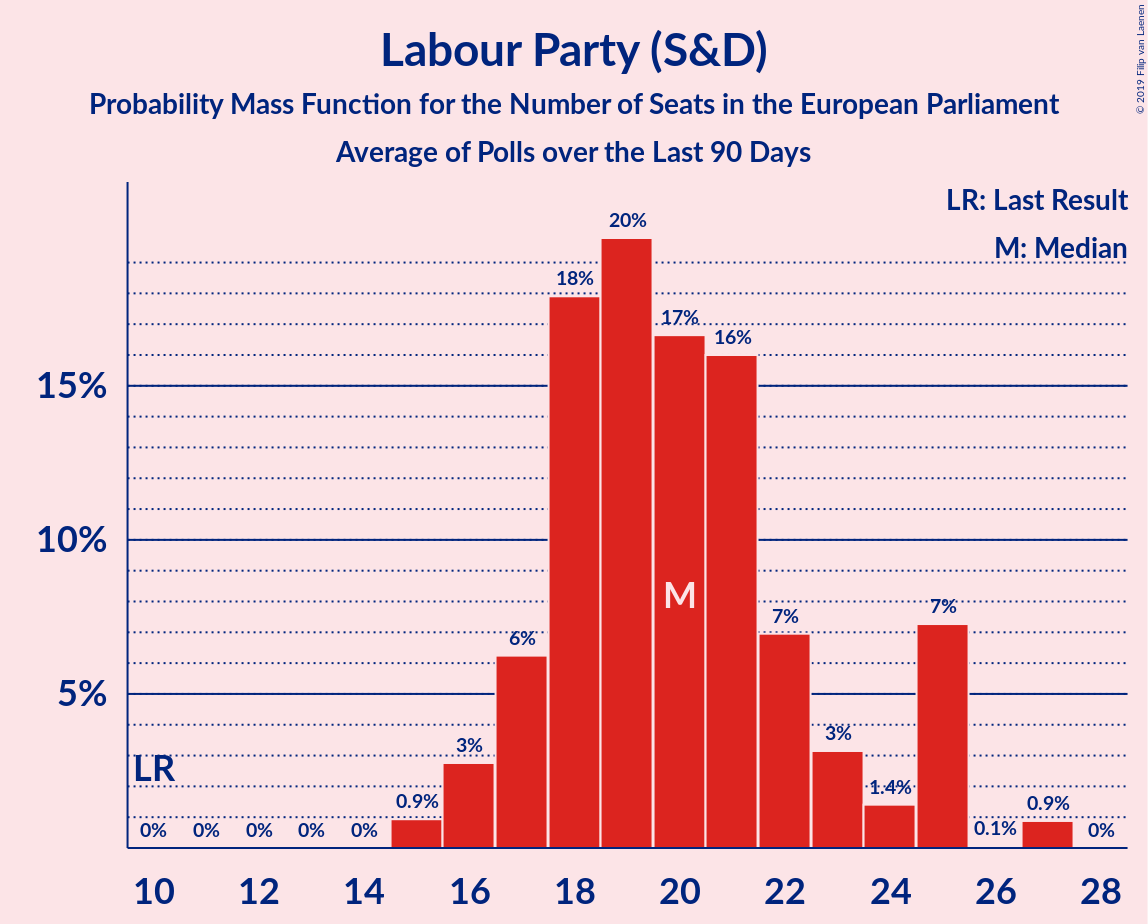 Labour Party (S&D)
Probability Mass Function for the Number of Seats in the European Parliament
Average of Polls over the Last 90 Days
© 2019 Filip van Laenen
LR: Last Result
M: Median
20%
18%
17%
16%
15%
10%
M
6%
7%
7%
5%
3%
3%
LR
1.4%
0.9%
0.9%
0% 0% 0% 0% 0% 0.1% 0%
10 12 14 16 18 20 22 24 26 28